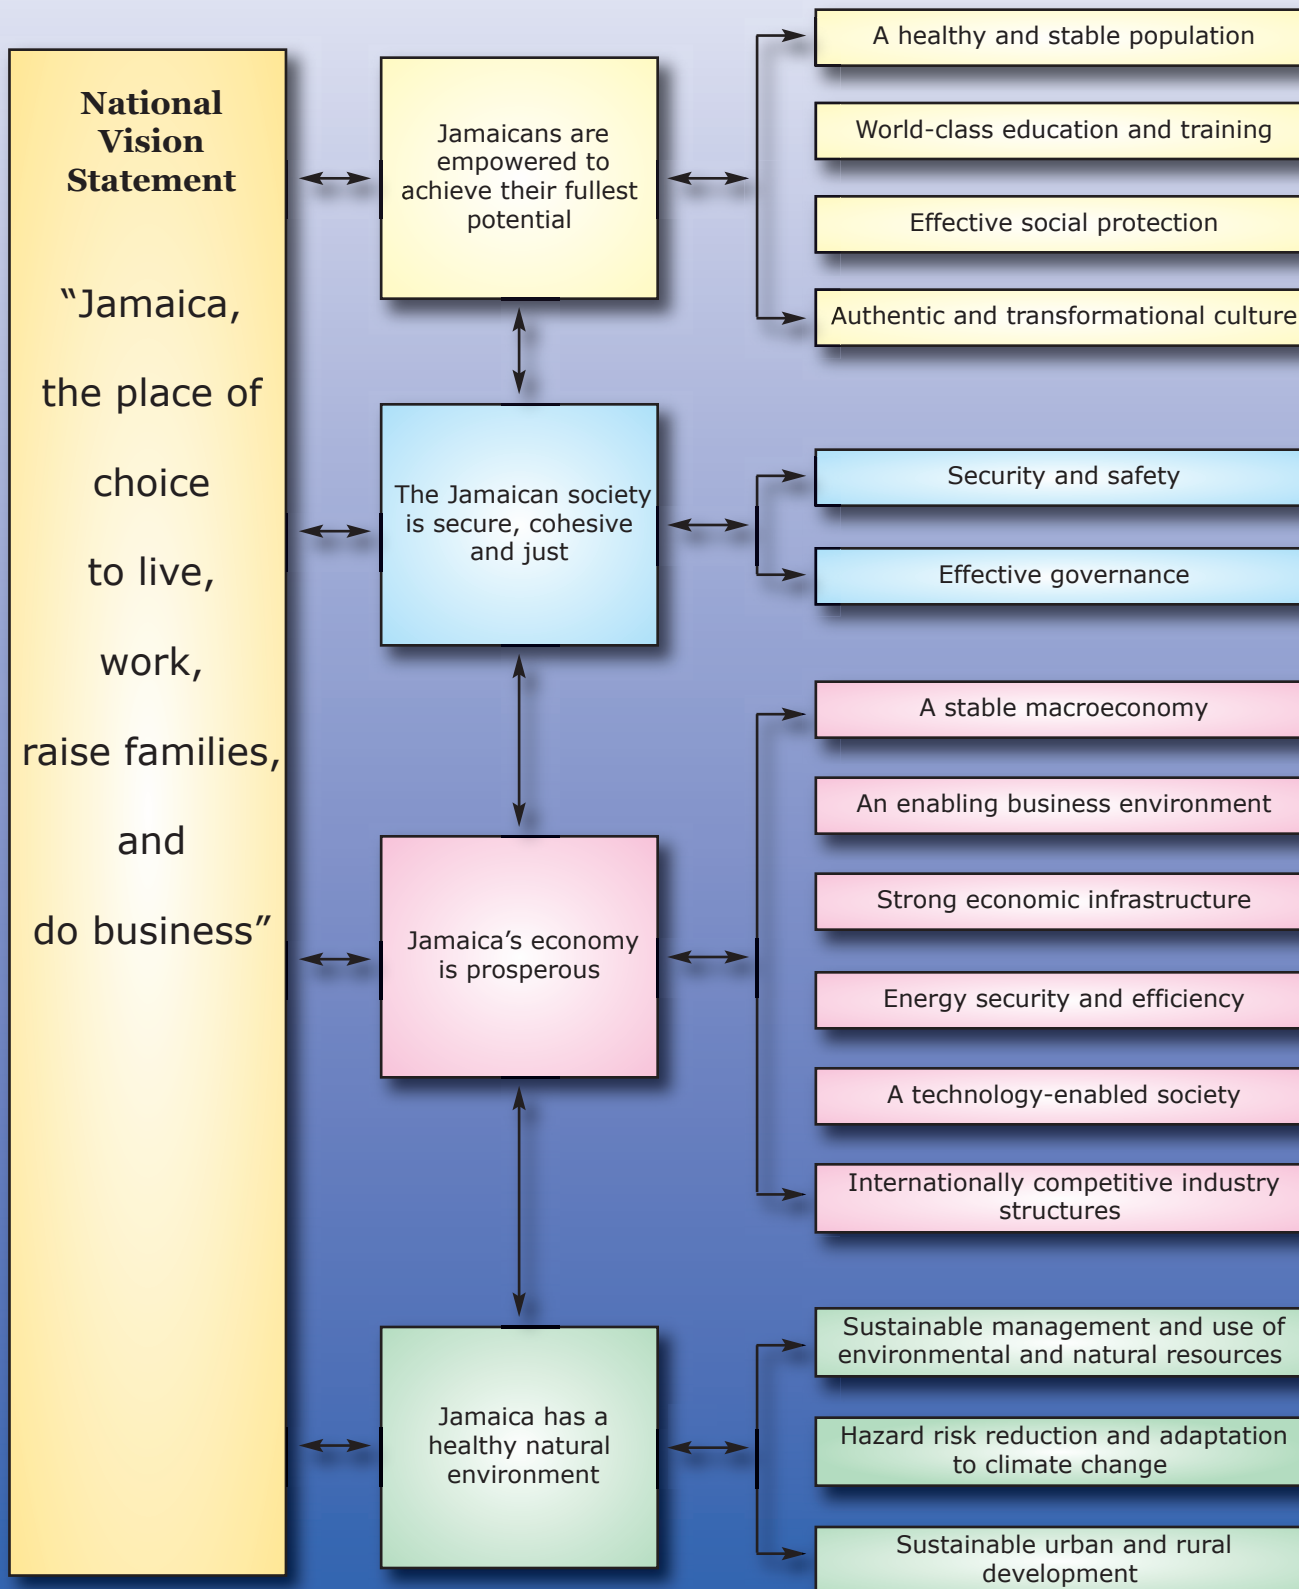 National
Vision
Statement
“Jamaica,
the place of
choice
to live,
work,
raise families,
and
do business”
Jamaicans are
empowered to
achieve their fullest
potential
A healthy and stable population
World-class education and training
Effective social protection
Authentic and transformational culture
The Jamaican society
is secure, cohesive
and just
Security and safety
Effective governance
Jamaica’s economy
is prosperous
A stable macroeconomy
An enabling business environment
Strong economic infrastructure
Energy security and efficiency
A technology-enabled society
Internationally competitive industry
structures
Jamaica has a
healthy natural
environment
Sustainable management and use of
environmental and natural resources
Hazard risk reduction and adaptation
to climate change
Sustainable urban and rural
development